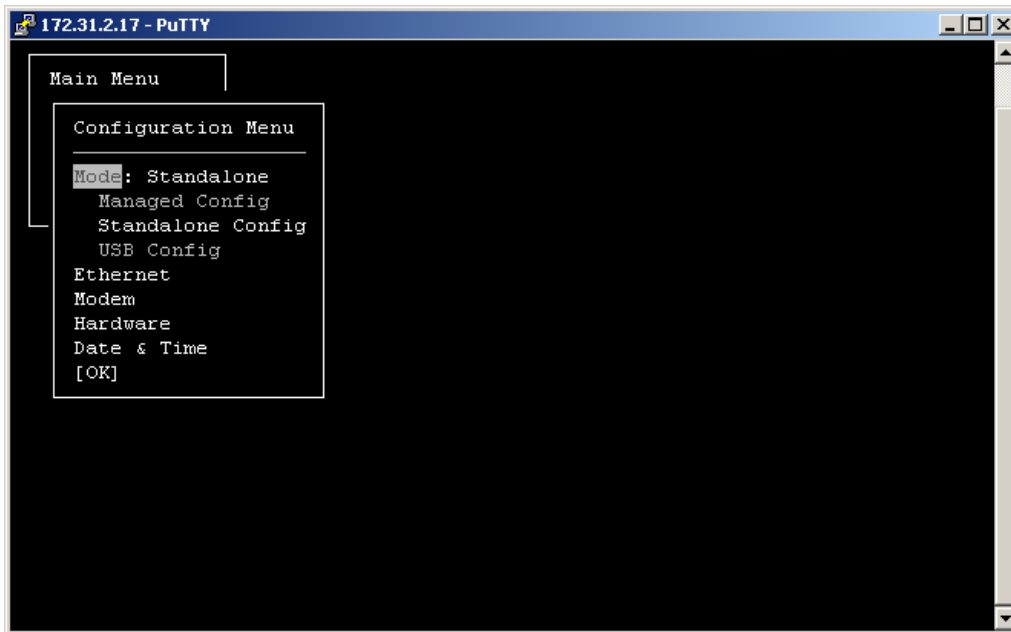 172.31.2.17 - PuTTY
Main Menu
Configuration Menu
Mode: Standalone
Managed Config
Standalone Config
USB Config
Ethernet
Modem
Hardware
Date & Time
[OK]